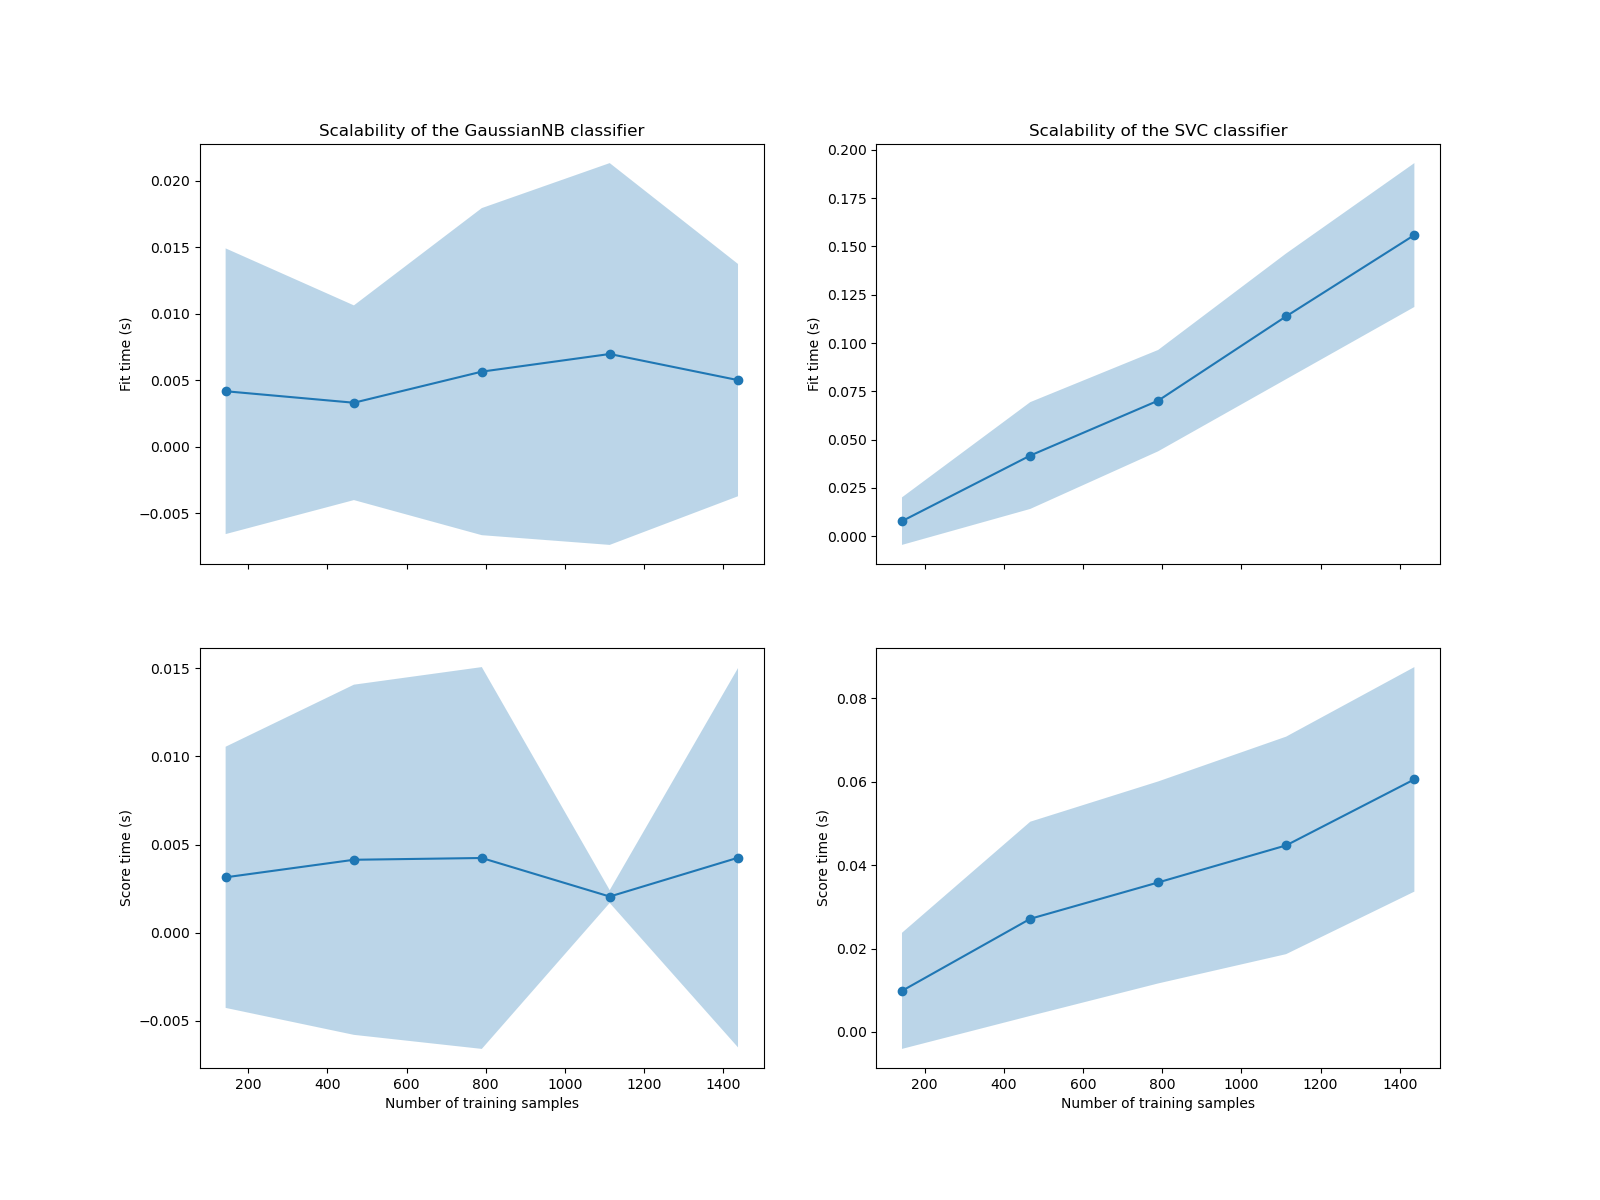 Scalability of the GaussianNB classifier
0.020
0.015
0.010
0.005
0.000
−0.005
Fit time (s)
Scalability of the SVC classifier
0.200
0.175
0.150
0.125
0.100
0.075
0.050
0.025
0.000
Fit time (s)
0.015
0.010
0.005
0.000
−0.005
Score time (s)
200 400 600 800 1000 1200 1400
Number of training samples
0.08
0.06
0.04
0.02
0.00
Score time (s)
200 400 600 800 1000 1200 1400
Number of training samples